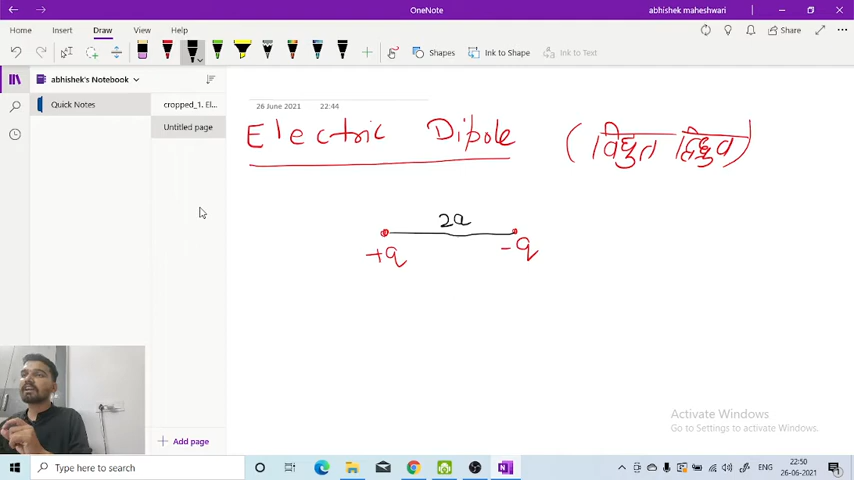 OneNote
abhishek maheshwari
Home Insert Draw View Help
Share
Shapes
Ink to Shape
Ink to Text
abhishek's Notebook
Quick Notes
cropped_1. El...
Untitled page
26 June 2021 22:44
Electric Dipole (विधुत द्विध्रुव)
2a
+q -q
Activate Windows
Go to Settings to activate Windows.
Add page
Type here to search
ENG
22:50
26-06-2021